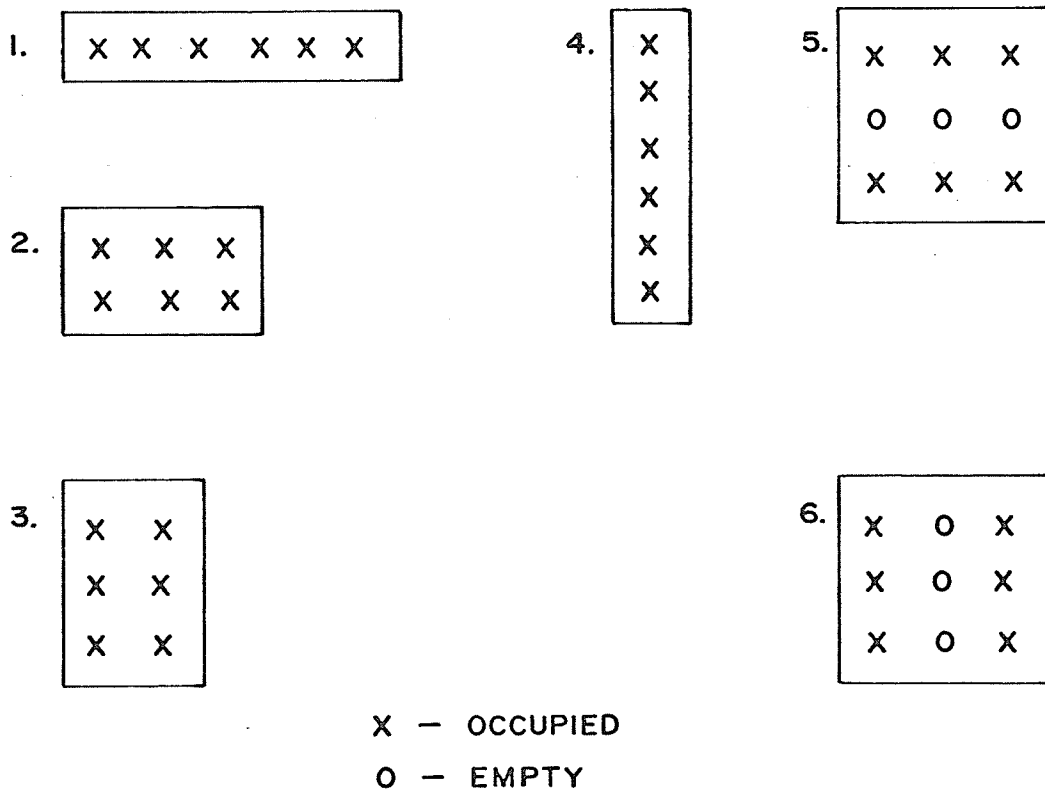 1. X X X X X X
2. X X X
X X X
3. X X
X X
X X
4. X
X
X
X
X
X
5. X X X
O O O
X X X
6. X O X
X O X
X O X
X – OCCUPIED
O – EMPTY